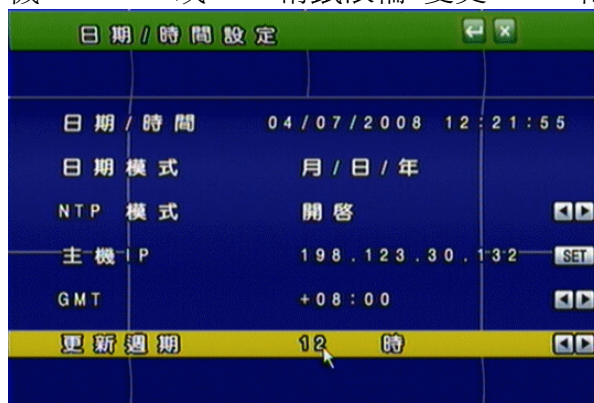 日期/時間設定
日期/時間 04/07/2008 12:21:55
日期模式 月/日/年
NTP 模式 開啓
主機IP 198.123.30.132 SET
GMT +08:00
更新週期 12 時